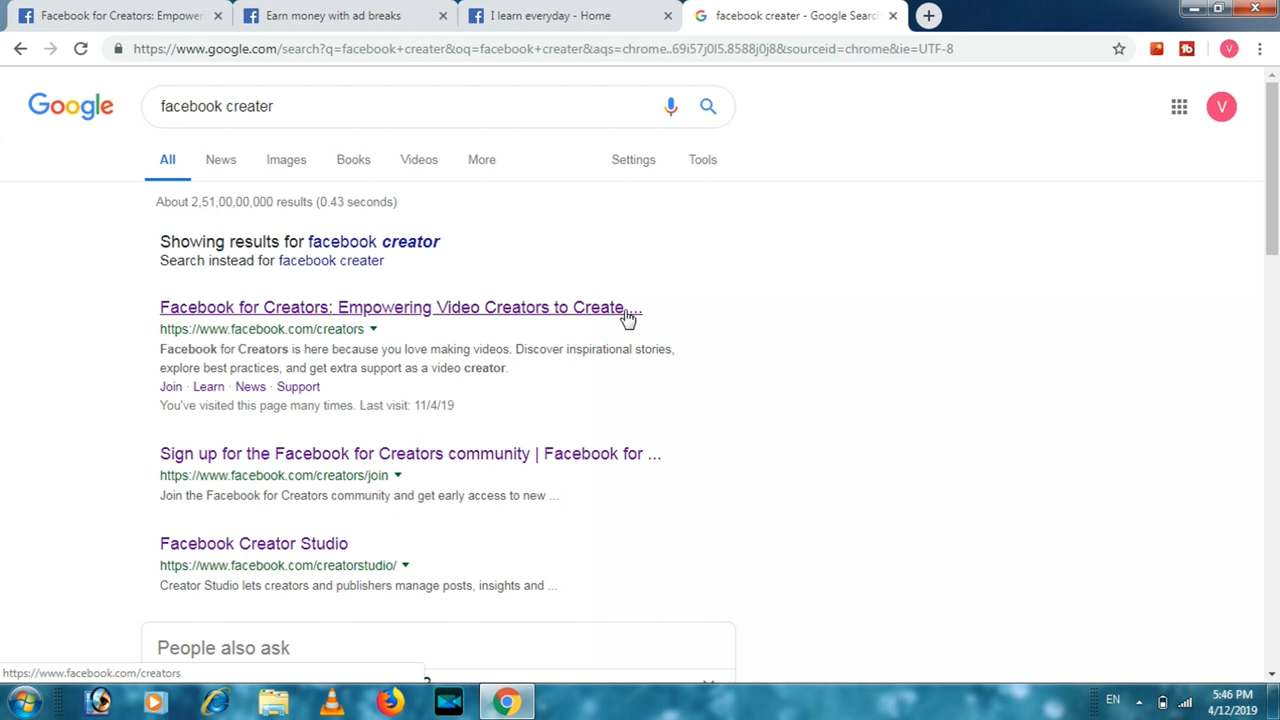 Facebook for Creators: Empower
Earn money with ad breaks
I learn everyday - Home
facebook creater - Google Searc
https://www.google.com/search?q=facebook+creater&oq=facebook+creater&aqs=chrome..69i57j0l5.8588j0j8&sourceid=chrome&ie=UTF-8
V
Google
facebook creater
V
All News Images Books Videos More Settings Tools
About 2,51,00,00,000 results (0.43 seconds)
Showing results for facebook creator
Search instead for facebook creater
Facebook for Creators: Empowering Video Creators to Create ...
https://www.facebook.com/creators
Facebook for Creators is here because you love making videos. Discover inspirational stories,
explore best practices, and get extra support as a video creator.
Join · Learn · News · Support
You've visited this page many times. Last visit: 11/4/19
Sign up for the Facebook for Creators community | Facebook for ...
https://www.facebook.com/creators/join
Join the Facebook for Creators community and get early access to new ...
Facebook Creator Studio
https://www.facebook.com/creatorstudio/
Creator Studio lets creators and publishers manage posts, insights and ...
People also ask
https://www.facebook.com/creators
EN
5:46 PM
4/12/2019